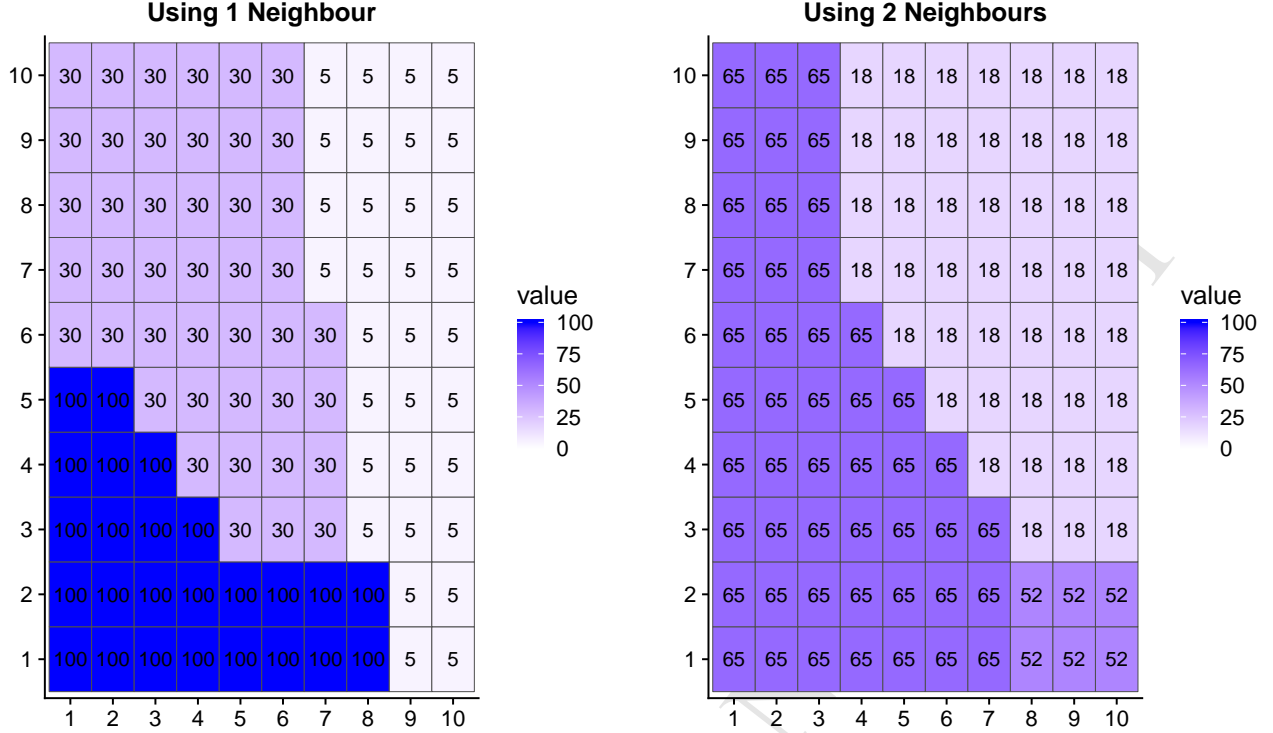 Using 1 Neighbour
10 30 30 30 30 30 30 5 5 5 5
9 30 30 30 30 30 30 5 5 5 5
8 30 30 30 30 30 30 5 5 5 5
7 30 30 30 30 30 30 5 5 5 5
6 30 30 30 30 30 30 30 5 5 5
5 100 100 30 30 30 30 30 5 5 5
4 100 100 100 30 30 30 30 5 5 5
3 100 100 100 100 30 30 30 5 5 5
2 100 100 100 100 100 100 100 100 5 5
1 100 100 100 100 100 100 100 100 5 5
1 2 3 4 5 6 7 8 9 10
value
100
75
50
25
0
Using 2 Neighbours
10 65 65 65 18 18 18 18 18 18 18
9 65 65 65 18 18 18 18 18 18 18
8 65 65 65 18 18 18 18 18 18 18
7 65 65 65 18 18 18 18 18 18 18
6 65 65 65 65 18 18 18 18 18 18
5 65 65 65 65 65 18 18 18 18 18
4 65 65 65 65 65 65 18 18 18 18
3 65 65 65 65 65 65 65 18 18 18
2 65 65 65 65 65 65 65 52 52 52
1 65 65 65 65 65 65 65 52 52 52
1 2 3 4 5 6 7 8 9 10
value
100
75
50
25
0